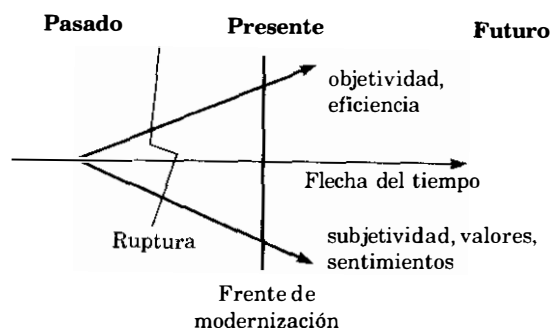 Pasado Presente Futuro
objetividad,
eficiencia
Flecha del tiempo
Ruptura
subjetividad, valores,
sentimientos
Frente de
modernización